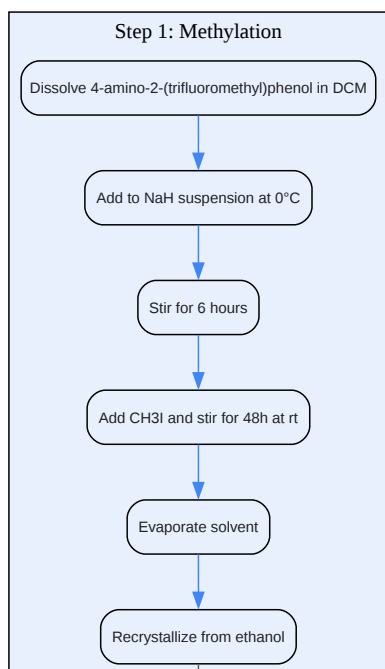 Step 1: Methylation
Dissolve 4-amino-2-(trifluoromethyl)phenol in DCM
Add to NaH suspension at 0°C
Stir for 6 hours
Add CH3I and stir for 48h at rt
Evaporate solvent
Recrystallize from ethanol